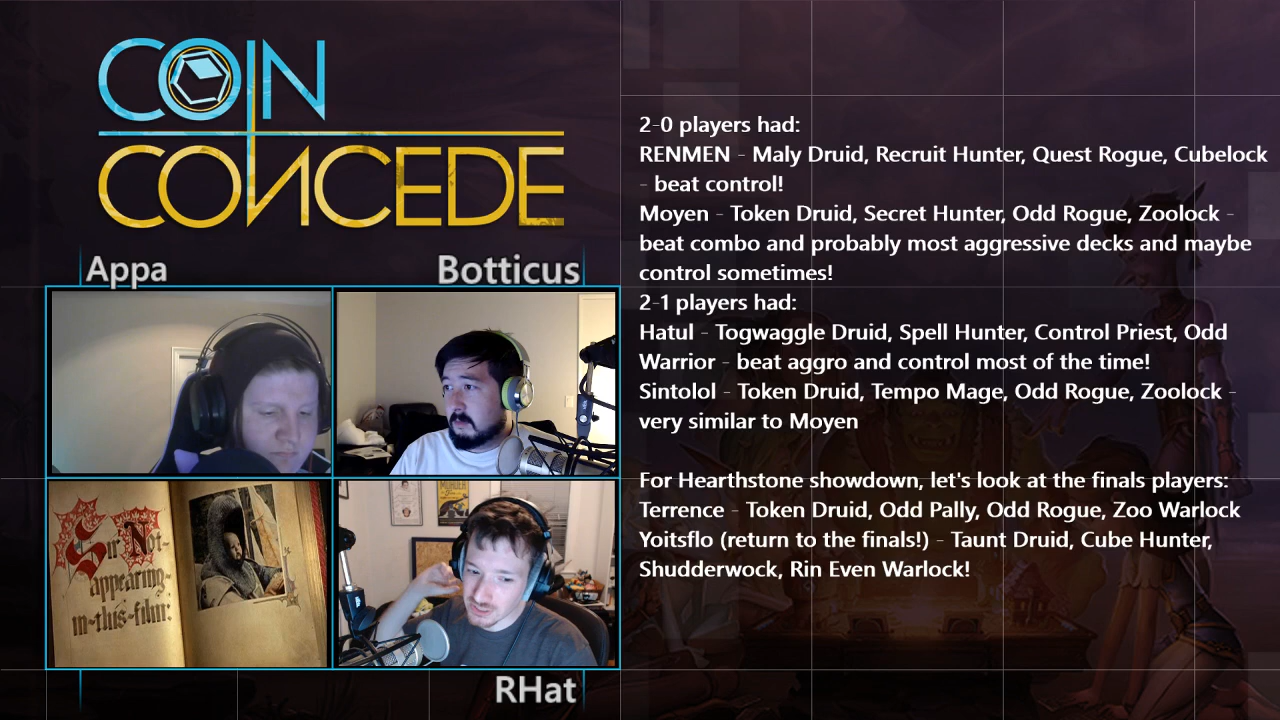 COIN
CONCEDE
Appa
Botticus
Sir Not-
appearing-
in-this-film:
RHat
2-0 players had:
RENMEN - Maly Druid, Recruit Hunter, Quest Rogue, Cubelock
- beat control!
Moyen - Token Druid, Secret Hunter, Odd Rogue, Zoolock -
beat combo and probably most aggressive decks and maybe
control sometimes!
2-1 players had:
Hatul - Togwaggle Druid, Spell Hunter, Control Priest, Odd
Warrior - beat aggro and control most of the time!
Sintolol - Token Druid, Tempo Mage, Odd Rogue, Zoolock -
very similar to Moyen
For Hearthstone showdown, let's look at the finals players:
Terrence - Token Druid, Odd Pally, Odd Rogue, Zoo Warlock
Yoitsflo (return to the finals!) - Taunt Druid, Cube Hunter,
Shudderwock, Rin Even Warlock!